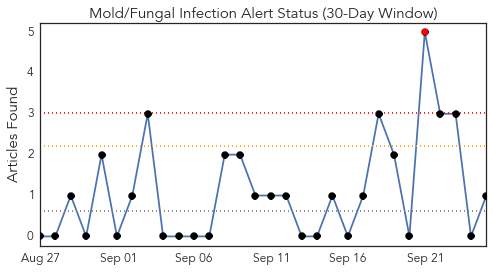 Mold/Fungal Infection Alert Status (30-Day Window)
Articles Found
5
4
3
2
1
0
Aug 27 Sep 01 Sep 06 Sep 11 Sep 16 Sep 21